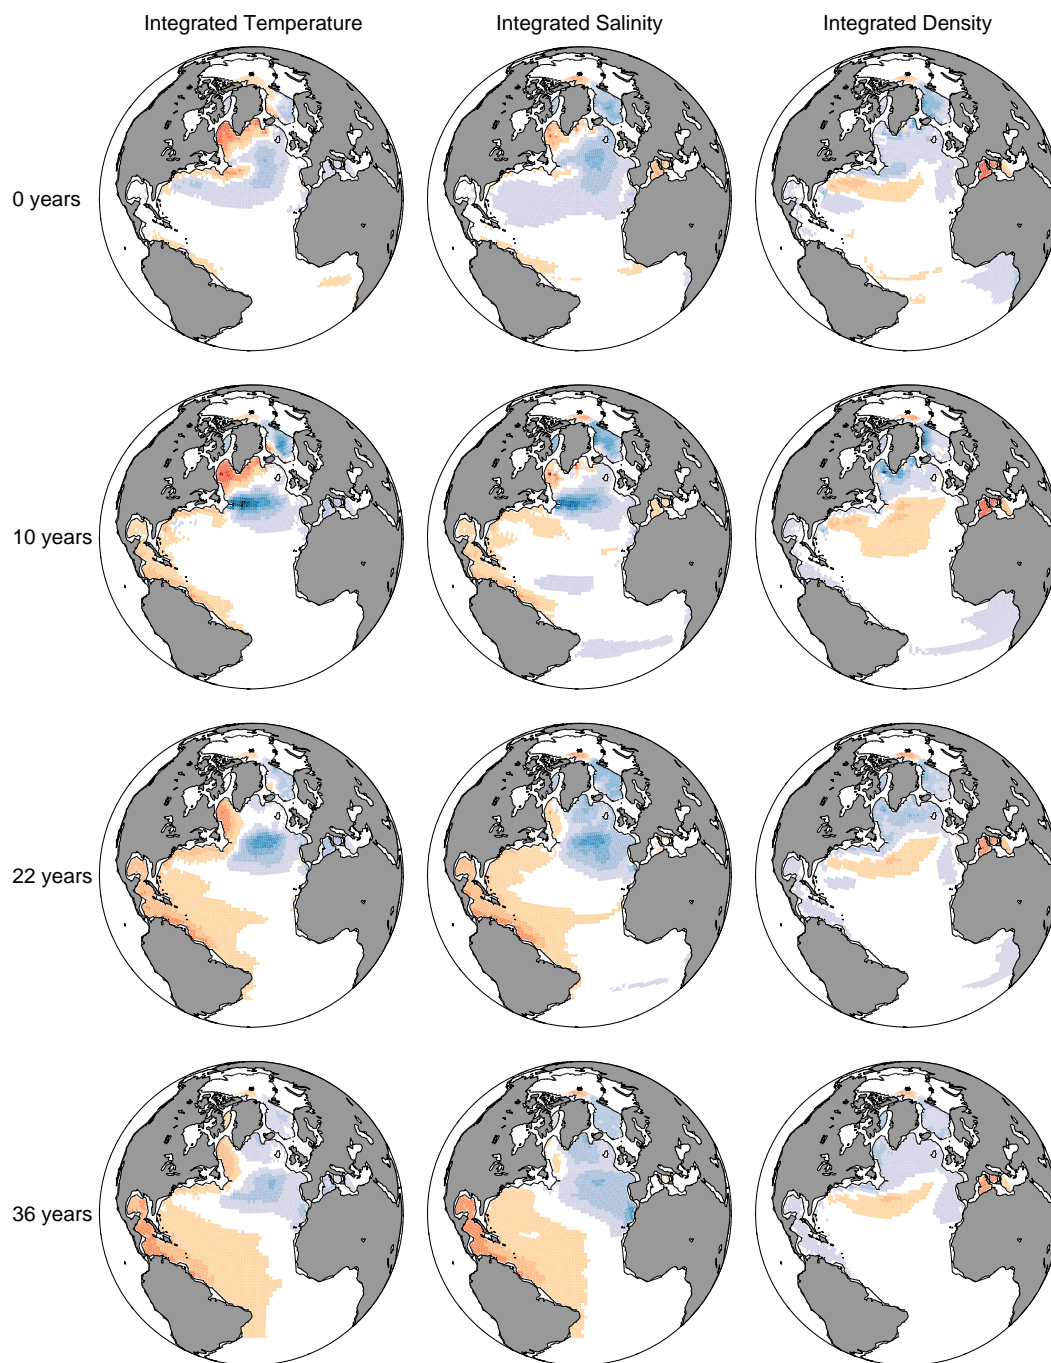 Integrated Temperature Integrated Salinity Integrated Density
0 years
10 years
22 years
36 years